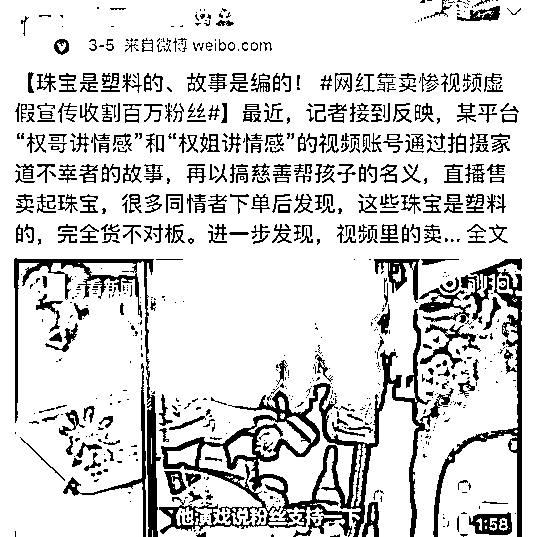 3-5 来自微博 weibo.com
【珠宝是塑料的、故事是编的！ #网红靠卖惨视频虚
假宣传收割百万粉丝#】最近，记者接到反映，某平台
“权哥讲情感”和“权姐讲情感”的视频账号通过拍摄家
道不幸者的故事，再以搞慈善帮孩子的名义，直播售
卖起珠宝，很多同情者下单后发现，这些珠宝是塑料
的，完全货不对板。进一步发现，视频里的卖... 全文
看看新闻
他演戏说粉丝支持一下
1:58